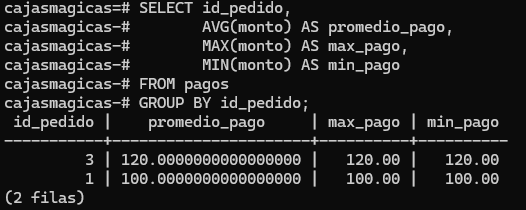 cajasmagicas=# SELECT id_pedido,
cajasmagicas-#        AVG(monto) AS promedio_pago,
cajasmagicas-#        MAX(monto) AS max_pago,
cajasmagicas-#        MIN(monto) AS min_pago
cajasmagicas-# FROM pagos
cajasmagicas-# GROUP BY id_pedido;
 id_pedido |    promedio_pago     | max_pago | min_pago
-----------+----------------------+----------+----------
         3 | 120.0000000000000000 |   120.00 |   120.00
         1 | 100.0000000000000000 |   100.00 |   100.00
(2 filas)